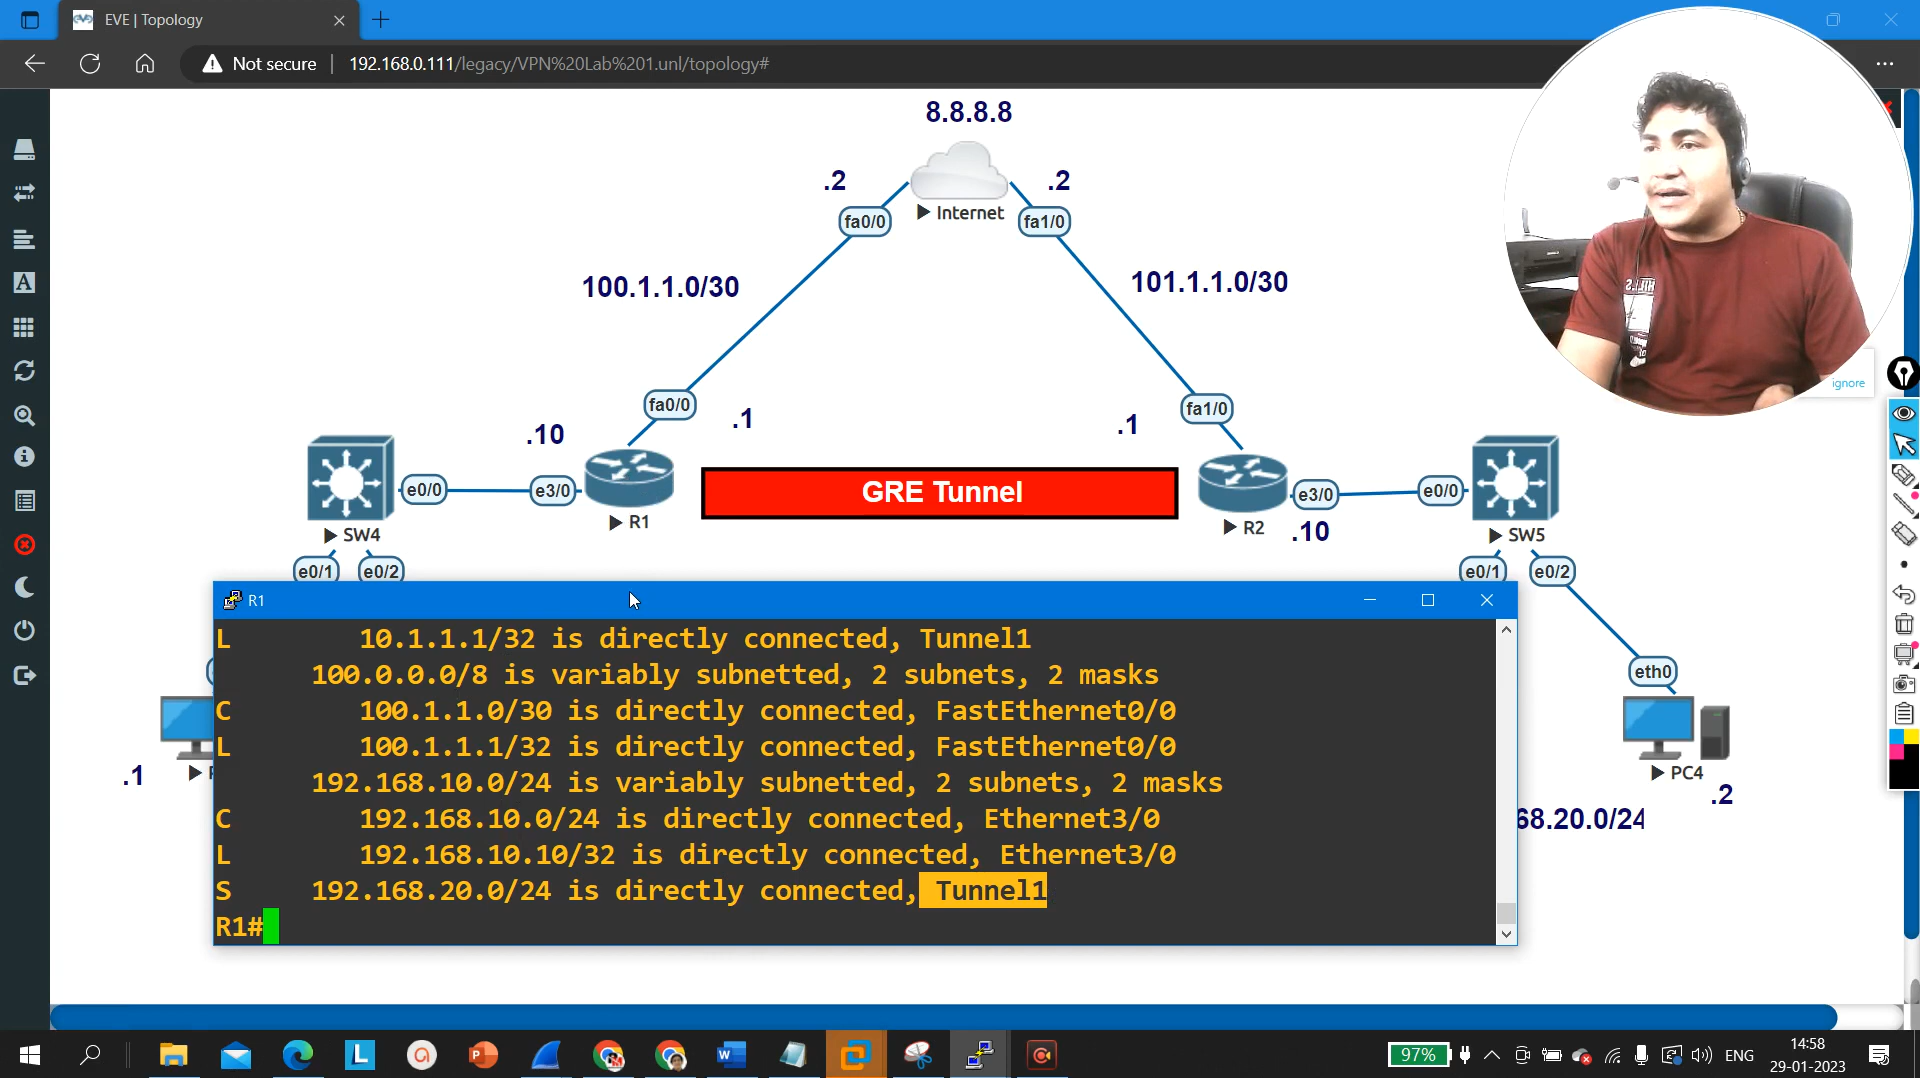 EVE | Topology
Not secure
192.168.0.111/legacy/VPN%20Lab%201.unl/topology#
8.8.8.8
.2
.2
Internet
fa0/0
fa1/0
100.1.1.0/30
101.1.1.0/30
ignore
fa0/0
.1
.1
fa1/0
.10
e0/0
e3/0
GRE Tunnel
e3/0
e0/0
SW4
R1
R2
.10
SW5
e0/1
e0/2
e0/1
e0/2
R1
L 10.1.1.1/32 is directly connected, Tunnel1
100.0.0.0/8 is variably subnetted, 2 subnets, 2 masks
C 100.1.1.0/30 is directly connected, FastEthernet0/0
L 100.1.1.1/32 is directly connected, FastEthernet0/0
192.168.10.0/24 is variably subnetted, 2 subnets, 2 masks
C 192.168.10.0/24 is directly connected, Ethernet3/0
L 192.168.10.10/32 is directly connected, Ethernet3/0
S 192.168.20.0/24 is directly connected, Tunnel1
R1#
eth0
.1
PC4
.2
68.20.0/24
97%
ENG
14:58
29-01-2023